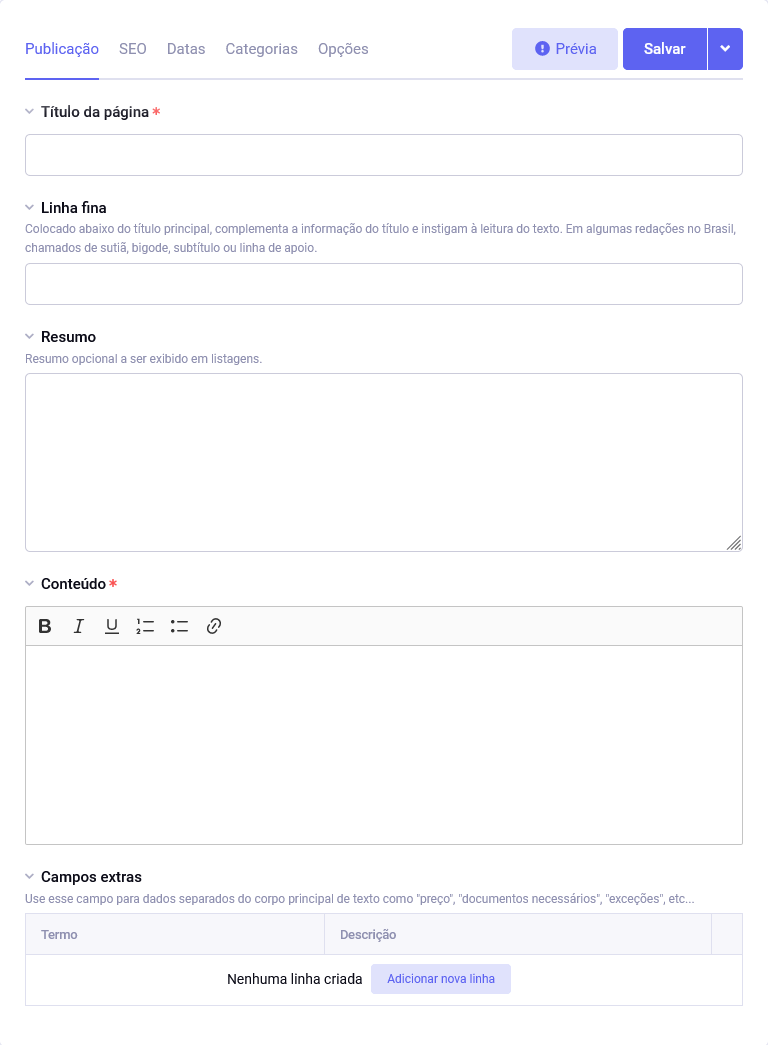 Publicação SEO Datas Categorias Opções Prévia Salvar
Título da página *
Linha fina
Colocado abaixo do título principal, complementa a informação do título e instigam à leitura do texto. Em algumas redações no Brasil,
chamados de sutiã, bigode, subtítulo ou linha de apoio.
Resumo
Resumo opcional a ser exibido em listagens.
Conteúdo *
Campos extras
Use esse campo para dados separados do corpo principal de texto como "preço", "documentos necessários", "exceções", etc...
Termo Descrição
Nenhuma linha criada Adicionar nova linha